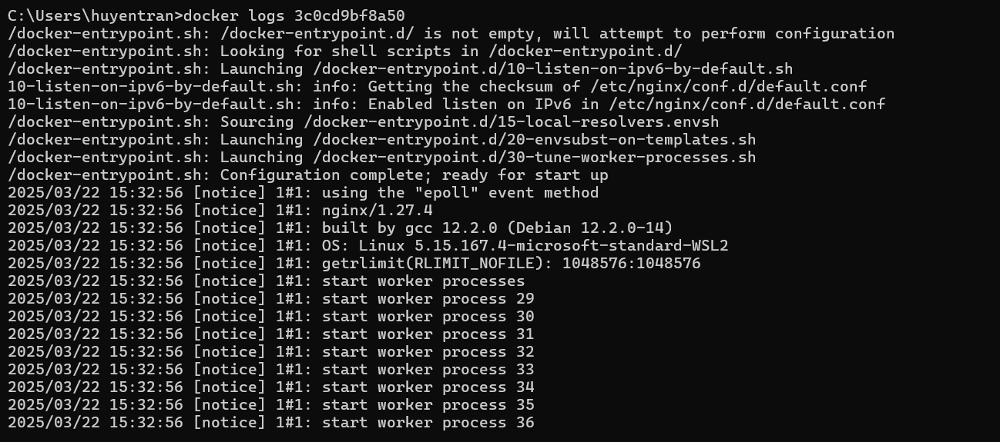 C:\Users\huyentran>docker logs 3c0cd9bf8a50
/docker-entrypoint.sh: /docker-entrypoint.d/ is not empty, will attempt to perform configuration
/docker-entrypoint.sh: Looking for shell scripts in /docker-entrypoint.d/
/docker-entrypoint.sh: Launching /docker-entrypoint.d/10-listen-on-ipv6-by-default.sh
10-listen-on-ipv6-by-default.sh: info: Getting the checksum of /etc/nginx/conf.d/default.conf
10-listen-on-ipv6-by-default.sh: info: Enabled listen on IPv6 in /etc/nginx/conf.d/default.conf
/docker-entrypoint.sh: Sourcing /docker-entrypoint.d/15-local-resolvers.envsh
/docker-entrypoint.sh: Launching /docker-entrypoint.d/20-envsubst-on-templates.sh
/docker-entrypoint.sh: Launching /docker-entrypoint.d/30-tune-worker-processes.sh
/docker-entrypoint.sh: Configuration complete; ready for start up
2025/03/22 15:32:56 [notice] 1#1: using the "epoll" event method
2025/03/22 15:32:56 [notice] 1#1: nginx/1.27.4
2025/03/22 15:32:56 [notice] 1#1: built by gcc 12.2.0 (Debian 12.2.0-14)
2025/03/22 15:32:56 [notice] 1#1: OS: Linux 5.15.167.4-microsoft-standard-WSL2
2025/03/22 15:32:56 [notice] 1#1: getrlimit(RLIMIT_NOFILE): 1048576:1048576
2025/03/22 15:32:56 [notice] 1#1: start worker processes
2025/03/22 15:32:56 [notice] 1#1: start worker process 29
2025/03/22 15:32:56 [notice] 1#1: start worker process 30
2025/03/22 15:32:56 [notice] 1#1: start worker process 31
2025/03/22 15:32:56 [notice] 1#1: start worker process 32
2025/03/22 15:32:56 [notice] 1#1: start worker process 33
2025/03/22 15:32:56 [notice] 1#1: start worker process 34
2025/03/22 15:32:56 [notice] 1#1: start worker process 35
2025/03/22 15:32:56 [notice] 1#1: start worker process 36